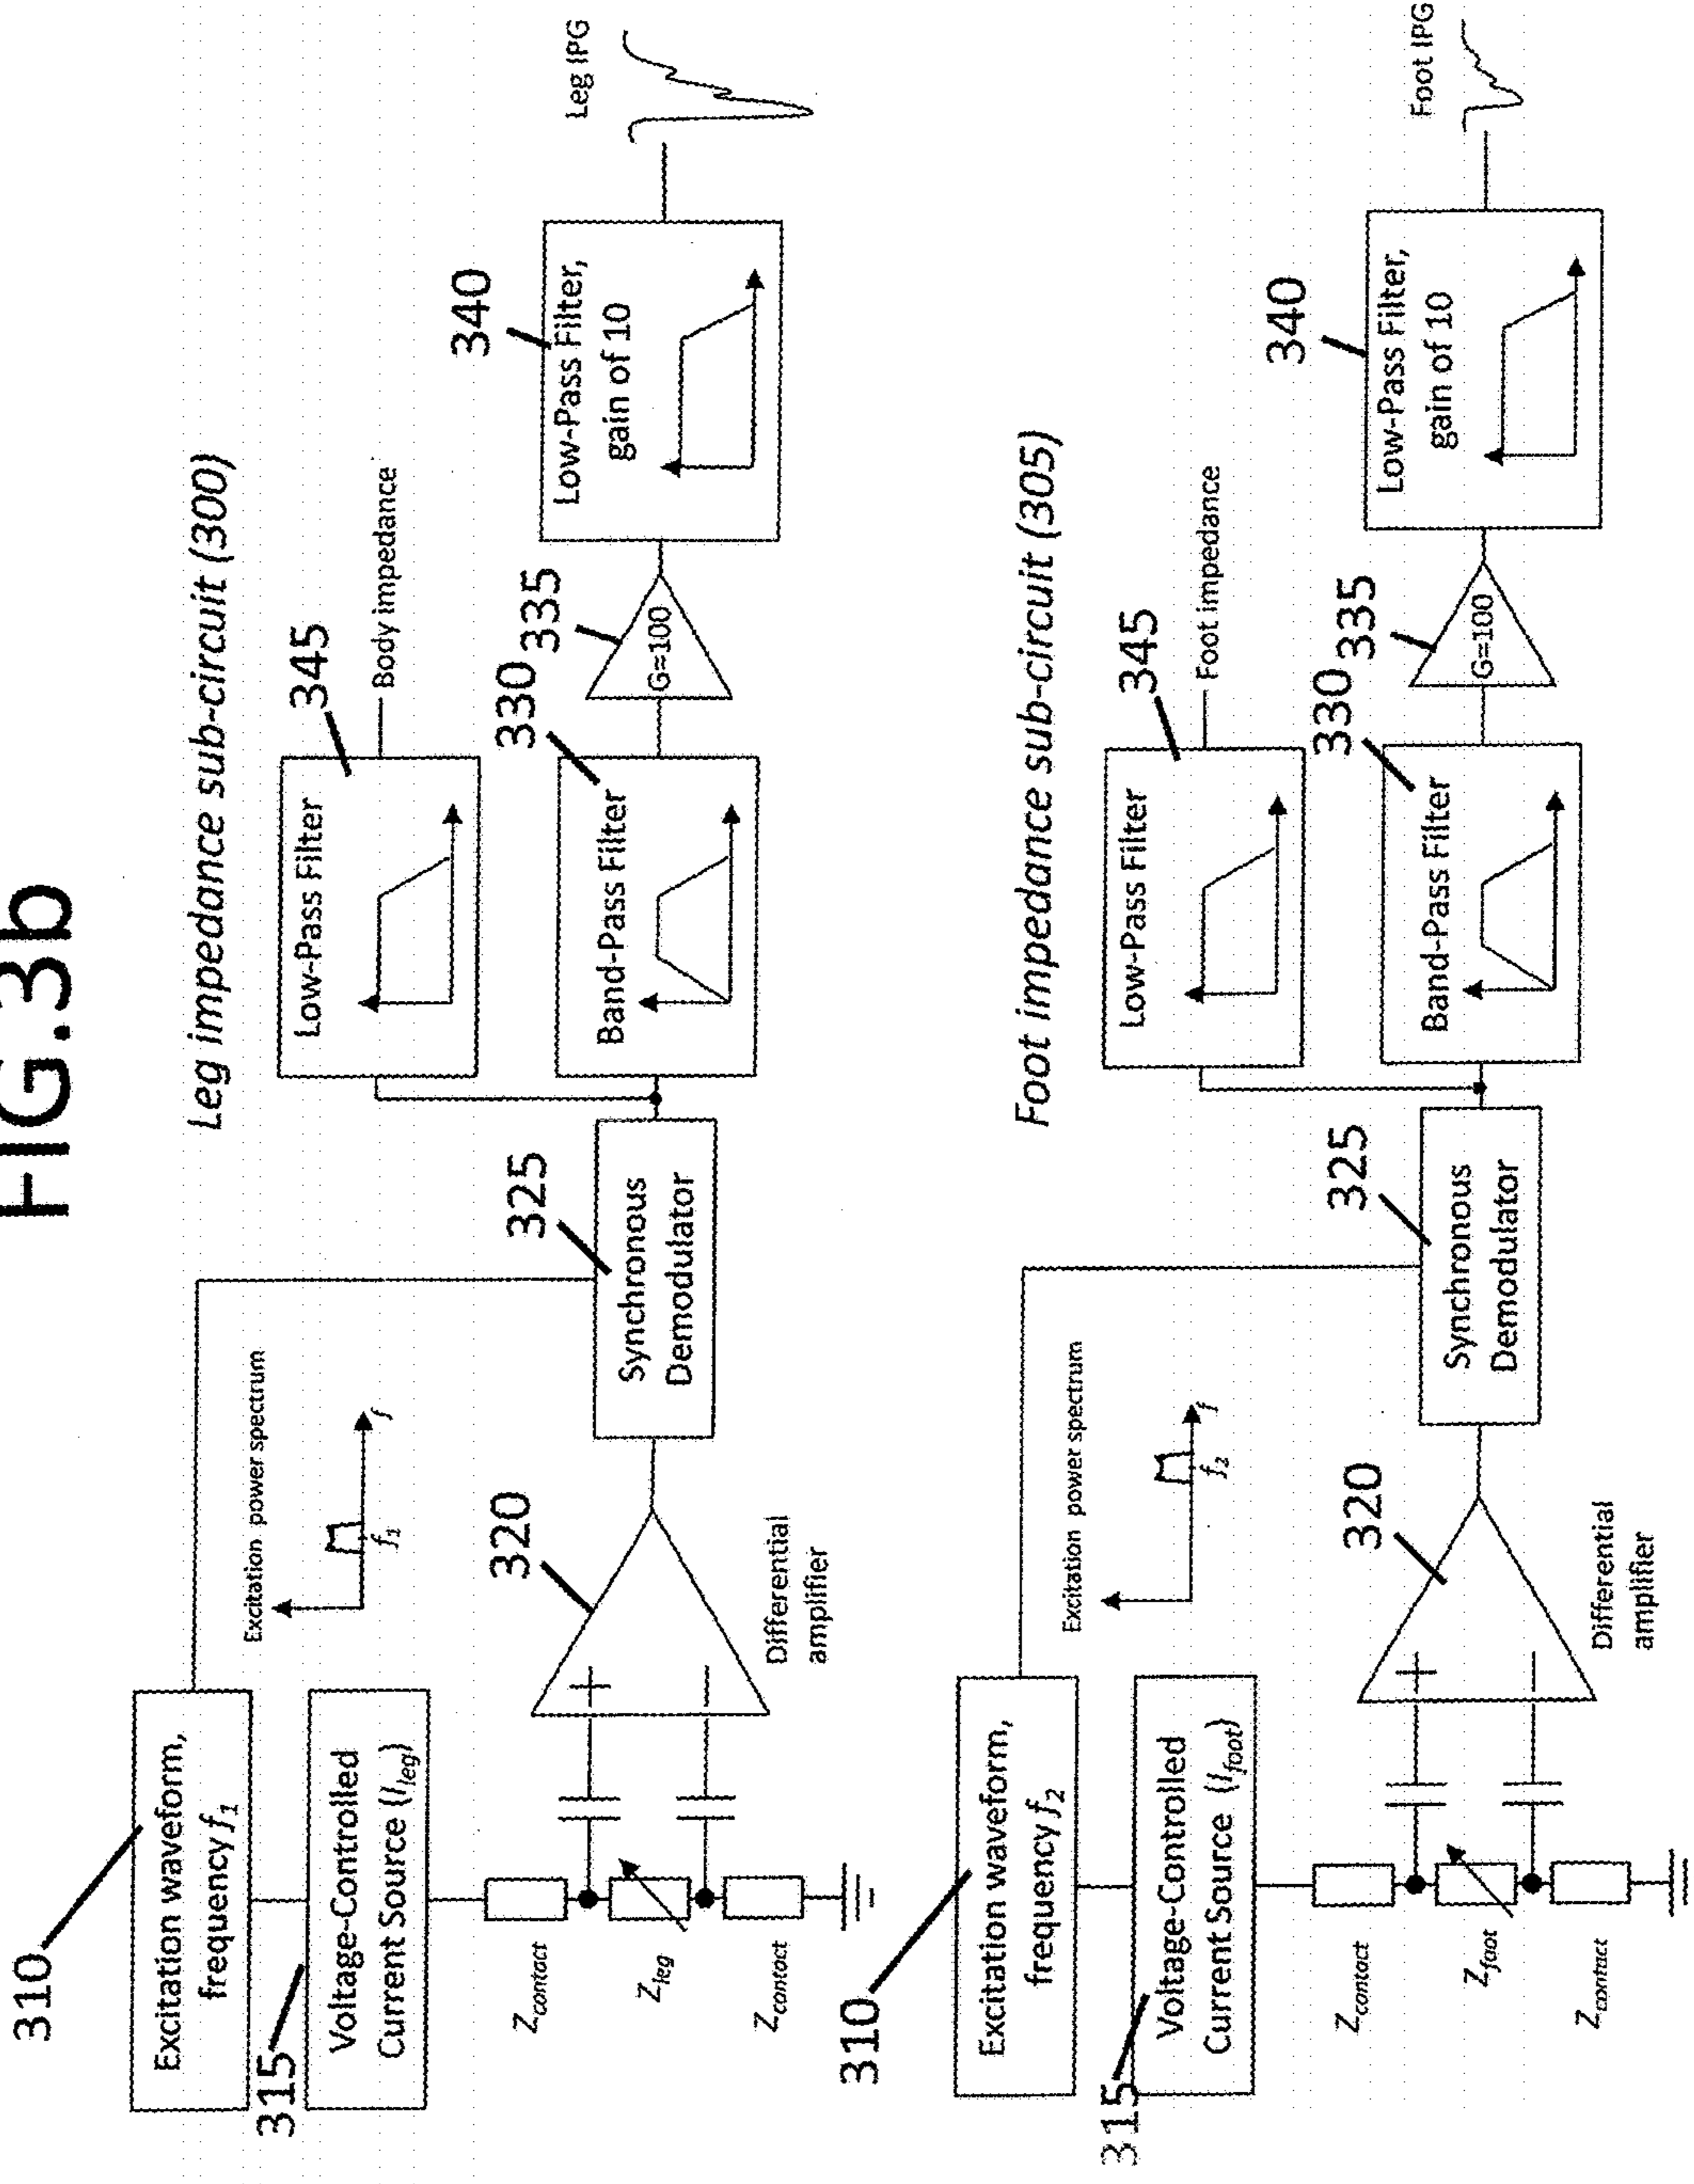 FIG.3b
Leg impedance sub-circuit (300)
310
Excitation waveform,
frequency f1
315
Voltage-Controlled
Current Source (Ileg)
Excitation power spectrum
f1
f
Zcontact
Zleg
Zcontact
320
+
−
Differential
amplifier
325
Synchronous
Demodulator
345
Low-Pass Filter
Body impedance
330
Band-Pass Filter
335
G=100
340
Low-Pass Filter,
gain of 10
Leg IPG
Foot impedance sub-circuit (305)
310
Excitation waveform,
frequency f2
315
Voltage-Controlled
Current Source (Ifoot)
Excitation power spectrum
f2
f
Zcontact
Zfoot
Zcontact
320
+
−
Differential
amplifier
325
Synchronous
Demodulator
345
Low-Pass Filter
Foot impedance
330
Band-Pass Filter
335
G=100
340
Low-Pass Filter,
gain of 10
Foot IPG